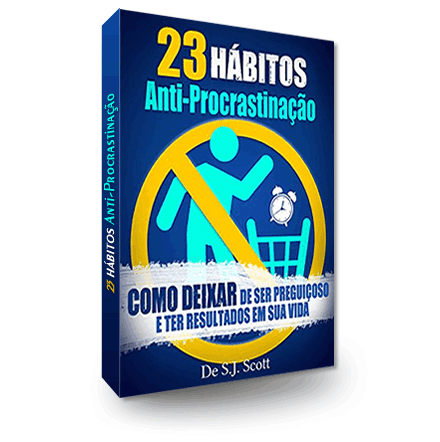 23 HÁBITOS
Anti-Procrastinação
COMO DEIXAR DE SER PREGUIÇOSO
E TER RESULTADOS EM SUA VIDA
De S.J. Scott
23 HÁBITOS ANTI-PROCRASTINAÇÃO